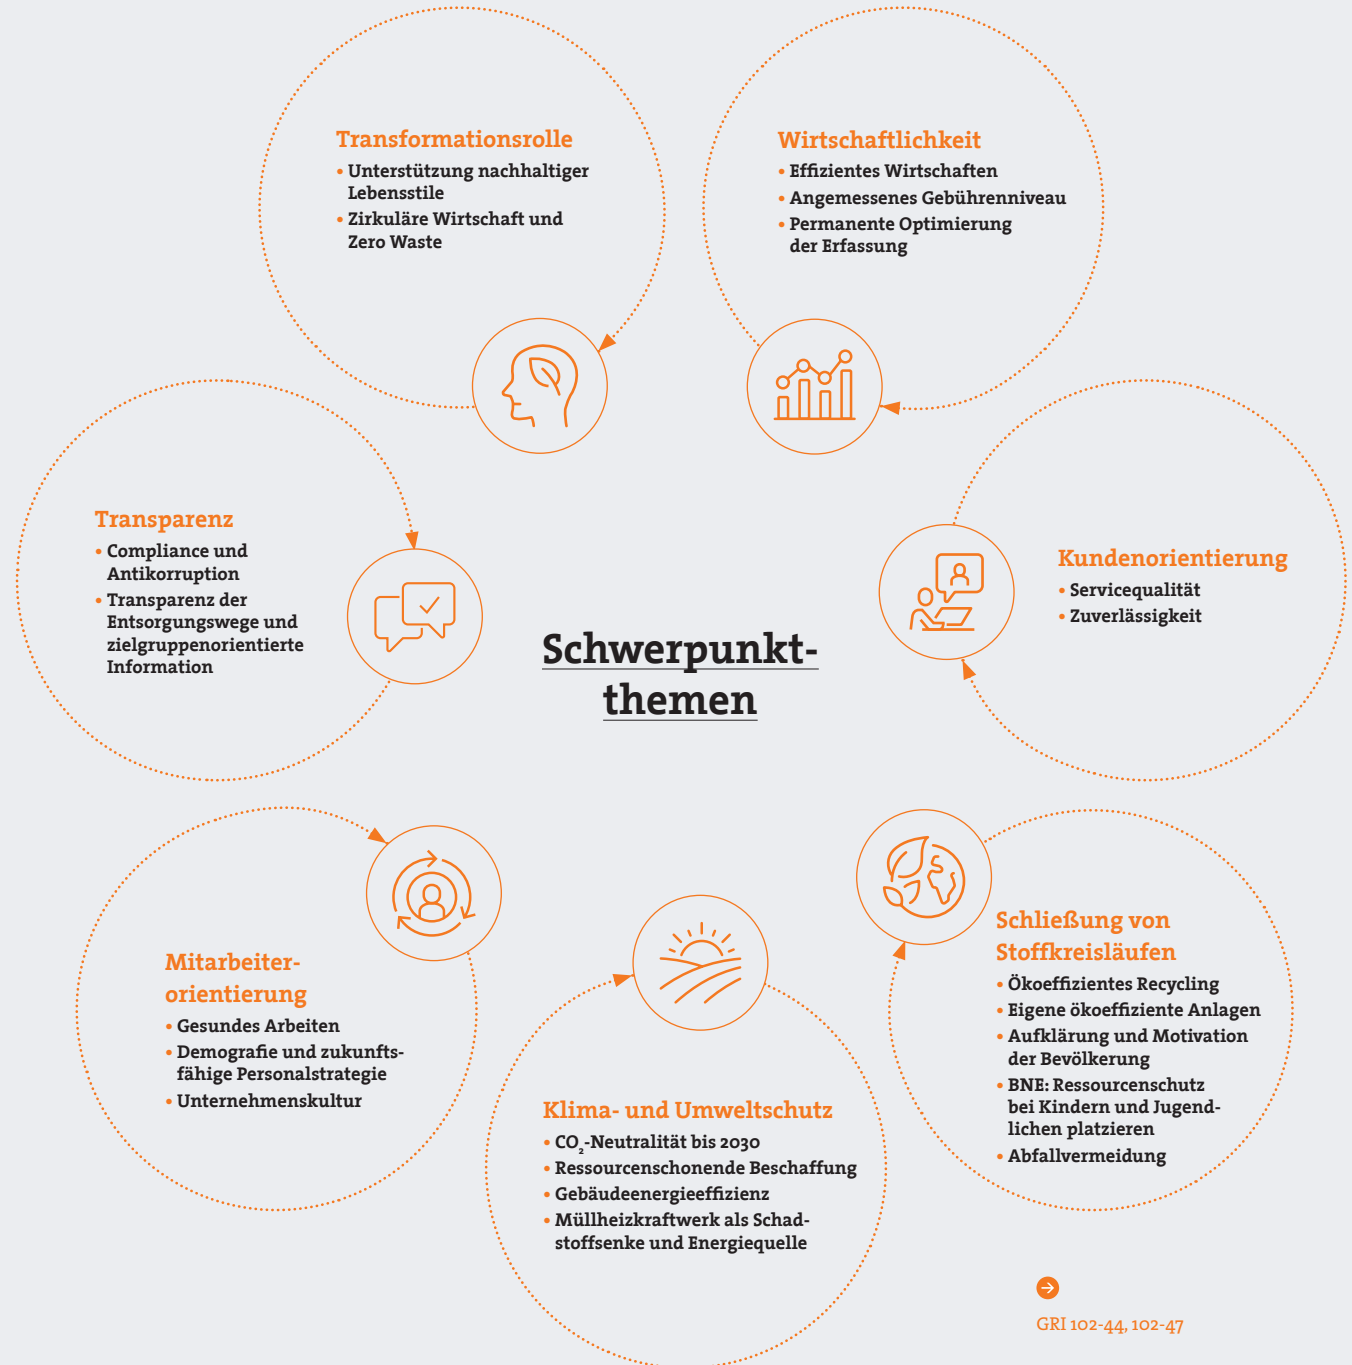 Transformationsrolle
• Unterstützung nachhaltiger
Lebensstile
• Zirkuläre Wirtschaft und
Zero Waste
Wirtschaftlichkeit
• Effizientes Wirtschaften
• Angemessenes Gebührenniveau
• Permanente Optimierung
der Erfassung
Transparenz
• Compliance und
Antikorruption
• Transparenz der
Entsorgungswege und
zielgruppenorientierte
Information
Kundenorientierung
• Servicequalität
• Zuverlässigkeit
Schwerpunkt-
themen
Mitarbeiter-
orientierung
• Gesundes Arbeiten
• Demografie und zukunfts-
fähige Personalstrategie
• Unternehmenskultur
Klima- und Umweltschutz
• CO₂-Neutralität bis 2030
• Ressourcenschonende Beschaffung
• Gebäudeenergieeffizienz
• Müllheizkraftwerk als Schad-
stoffsenke und Energiequelle
Schließung von
Stoffkreisläufen
• Ökoeffizientes Recycling
• Eigene ökoeffiziente Anlagen
• Aufklärung und Motivation
der Bevölkerung
• BNE: Ressourcenschutz
bei Kindern und Jugend-
lichen platzieren
• Abfallvermeidung
GRI 102-44, 102-47